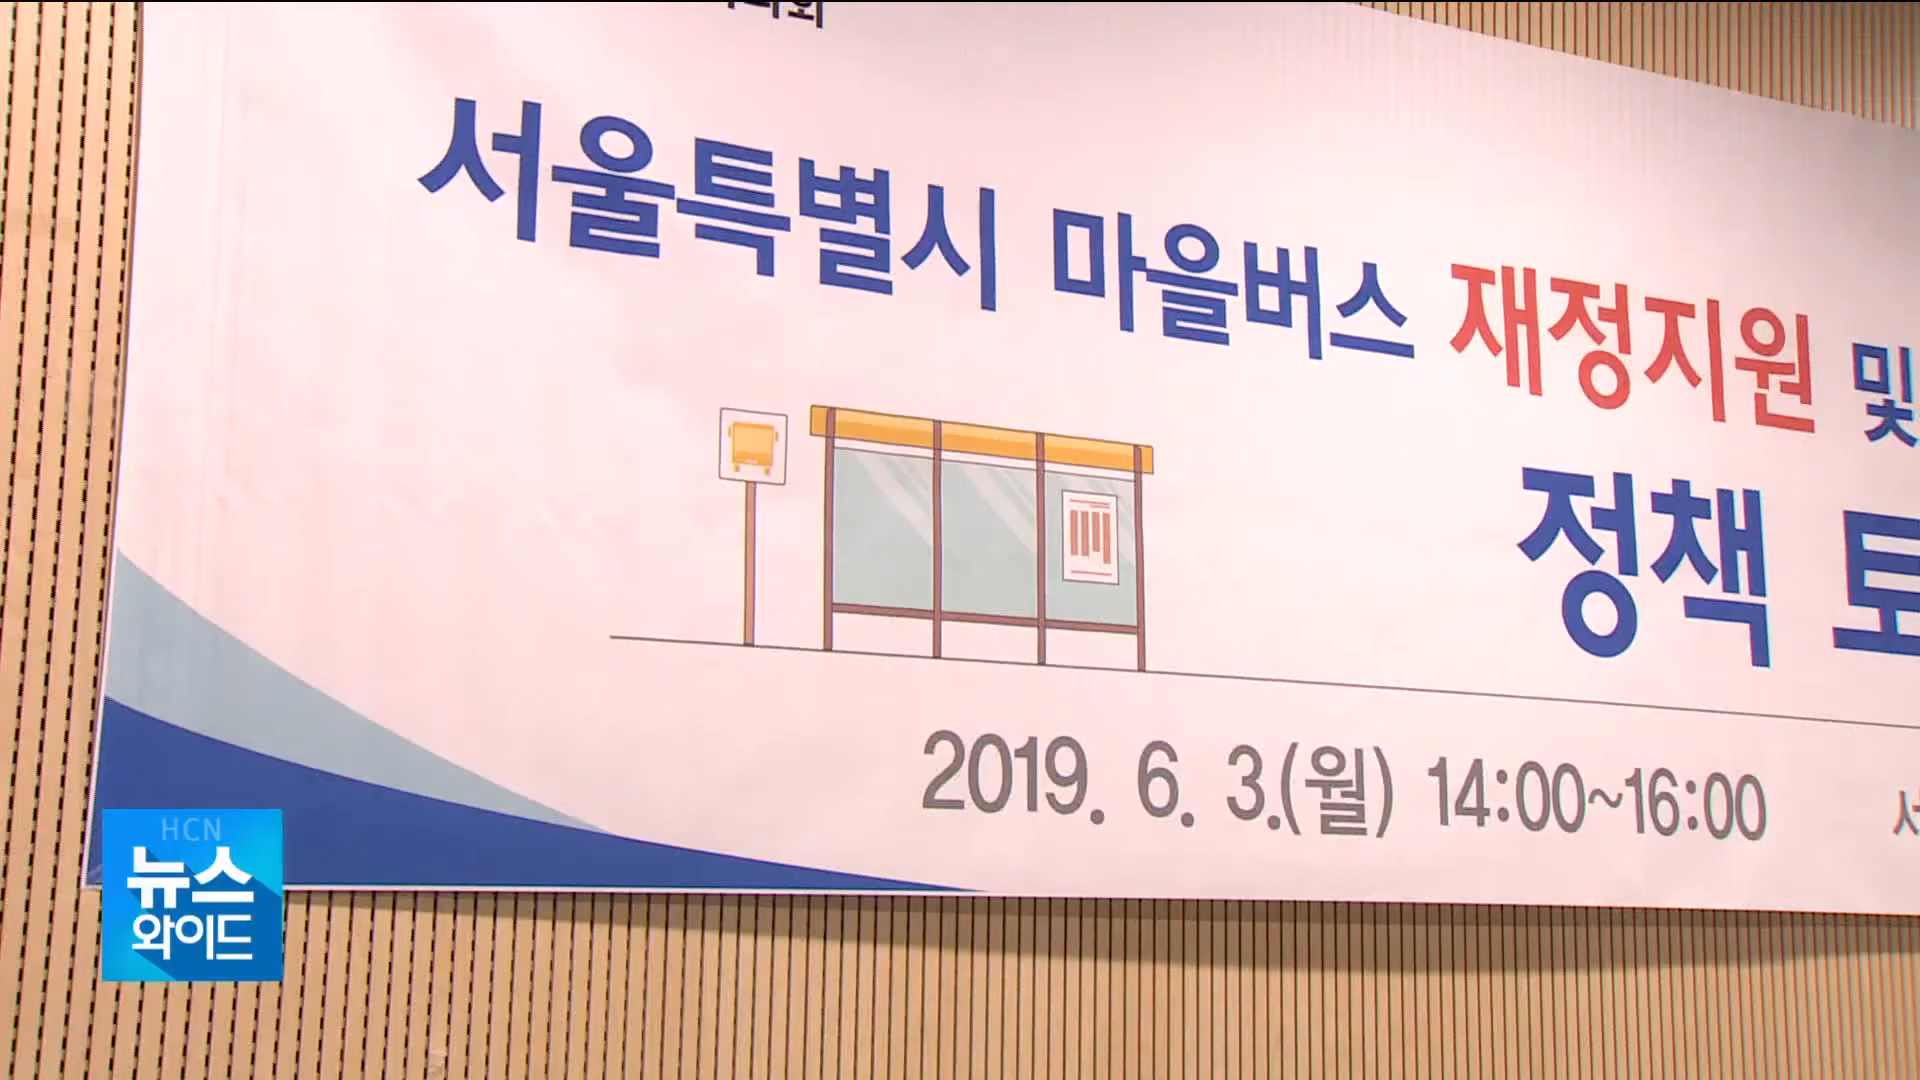 서울특별시 마을버스 재정지원 및
정책
2019. 6. 3.(월) 14:00~16:00
HCN
뉴스
와이드